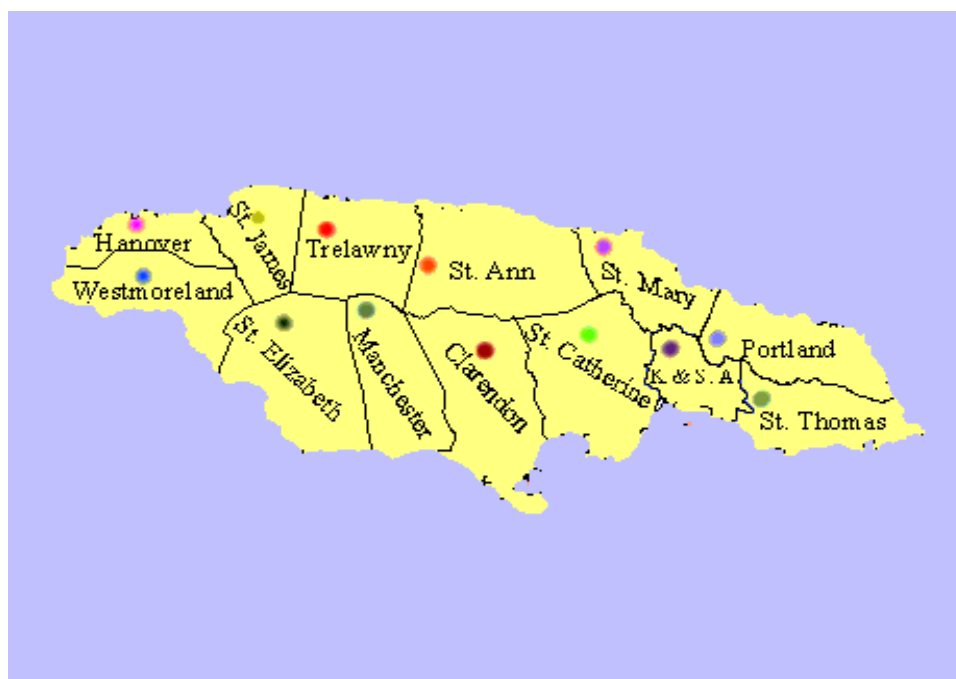 Hanover
Westmoreland
St. James
Trelawny
St. Ann
St. Mary
Portland
St. Thomas
K. & S. A
St. Catherine
Clarendon
Manchester
St. Elizabeth